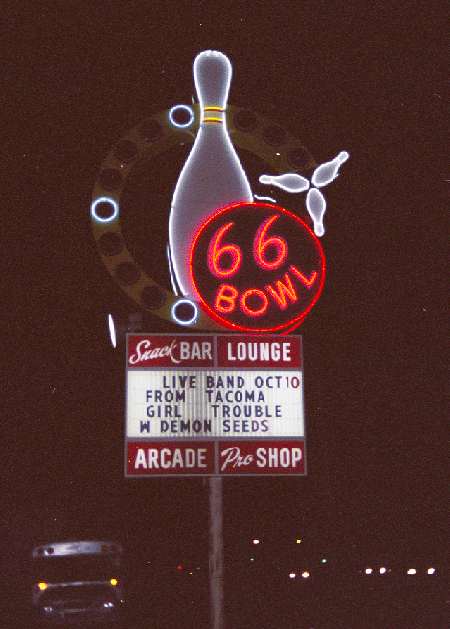 66
BOWL
Snack BAR LOUNGE
LIVE BAND OCT10
FROM TACOMA
GIRL TROUBLE
W DEMON SEEDS
ARCADE Pro SHOP